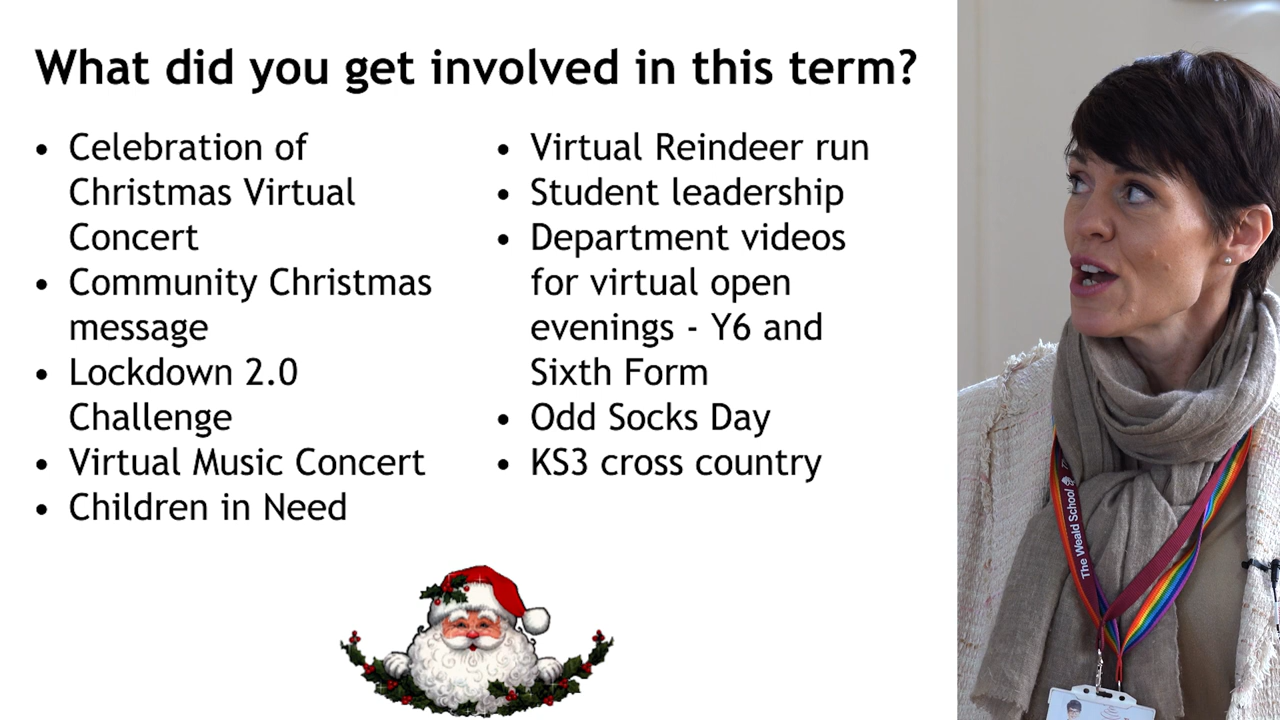 What did you get involved in this term?
• Celebration of
Christmas Virtual
Concert
• Community Christmas
message
• Lockdown 2.0
Challenge
• Virtual Music Concert
• Children in Need
• Virtual Reindeer run
• Student leadership
• Department videos
for virtual open
evenings - Y6 and
Sixth Form
• Odd Socks Day
• KS3 cross country
The Weald School